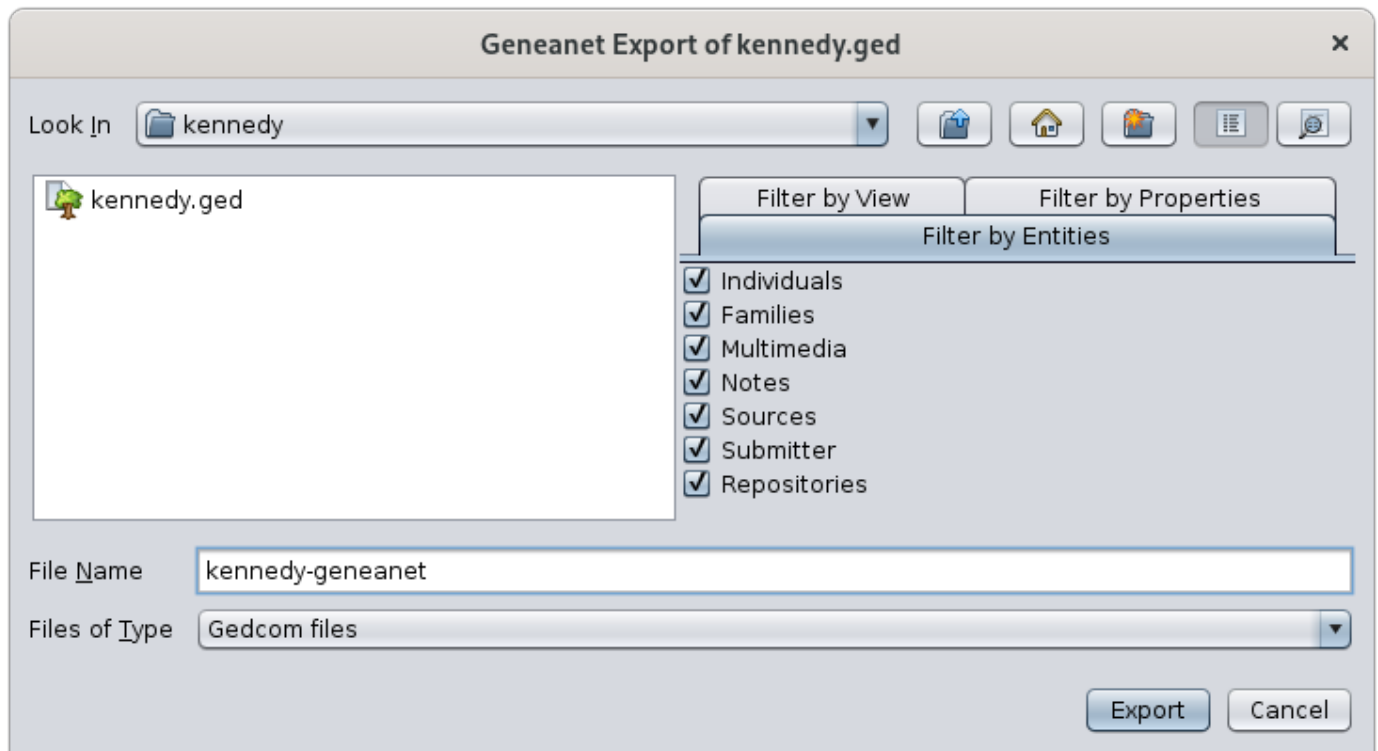 Geneanet Export of kennedy.ged
Look In kennedy
kennedy.ged
Filter by View Filter by Properties
Filter by Entities
Individuals
Families
Multimedia
Notes
Sources
Submitter
Repositories
File Name kennedy-geneanet
Files of Type Gedcom files
Export Cancel